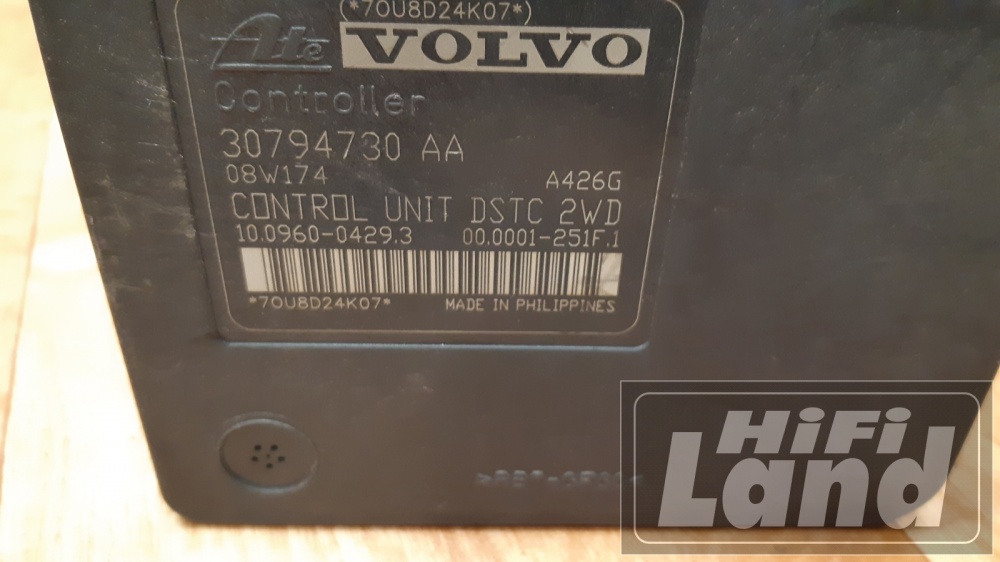 (*70U8D24K07*)
Ate VOLVO
Controller
30794730 AA
08W174 A426G
CONTROL UNIT DSTC 2WD
10.0960-0429.3 00.0001-251F.1
*70U8D24K07* MADE IN PHILIPPINES
HiFi
Land